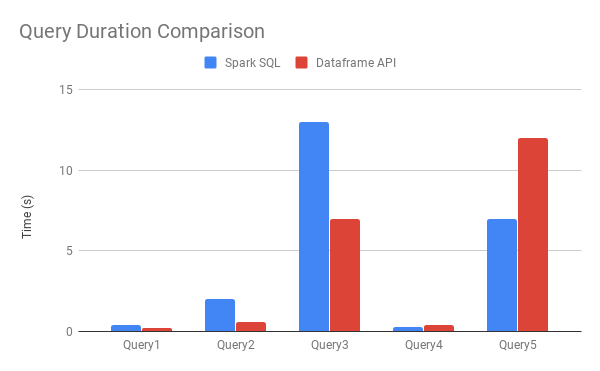 Query Duration Comparison
Spark SQL
Dataframe API
15
10
5
0
Time (s)
Query1
Query2
Query3
Query4
Query5